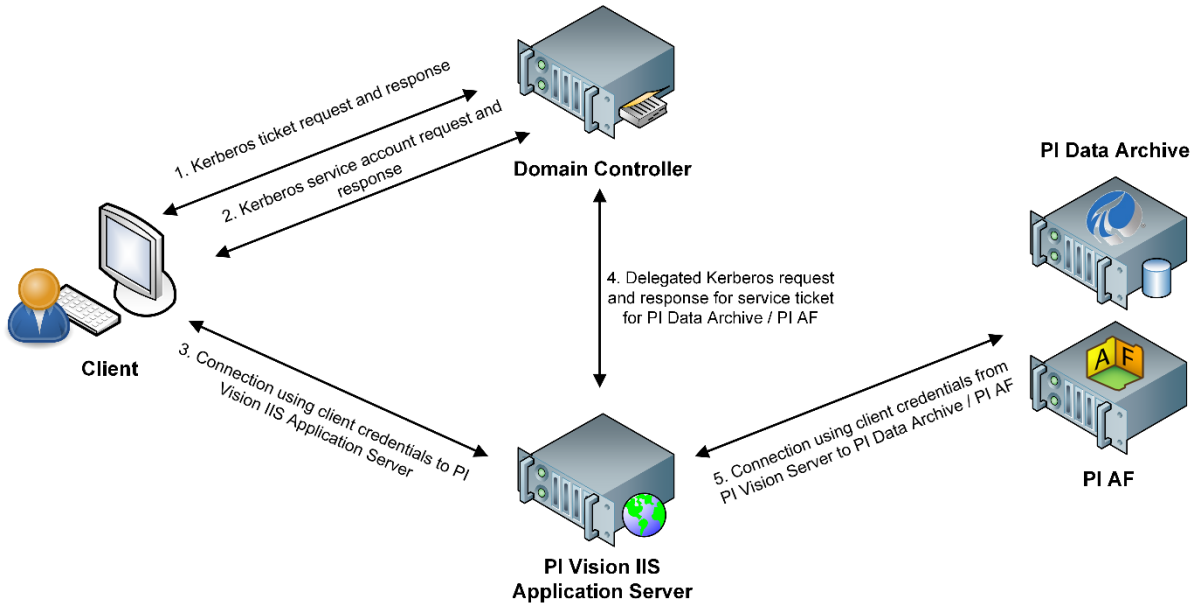 1. Kerberos ticket request and response
2. Kerberos service account request and
response
Domain Controller
PI Data Archive
4. Delegated Kerberos request
and response for service ticket
for PI Data Archive / PI AF
Client
3. Connection using client credentials to PI
Vision IIS Application Server
A F
5. Connection using client credentials from
PI Vision Server to PI Data Archive / PI AF
PI AF
PI Vision IIS
Application Server